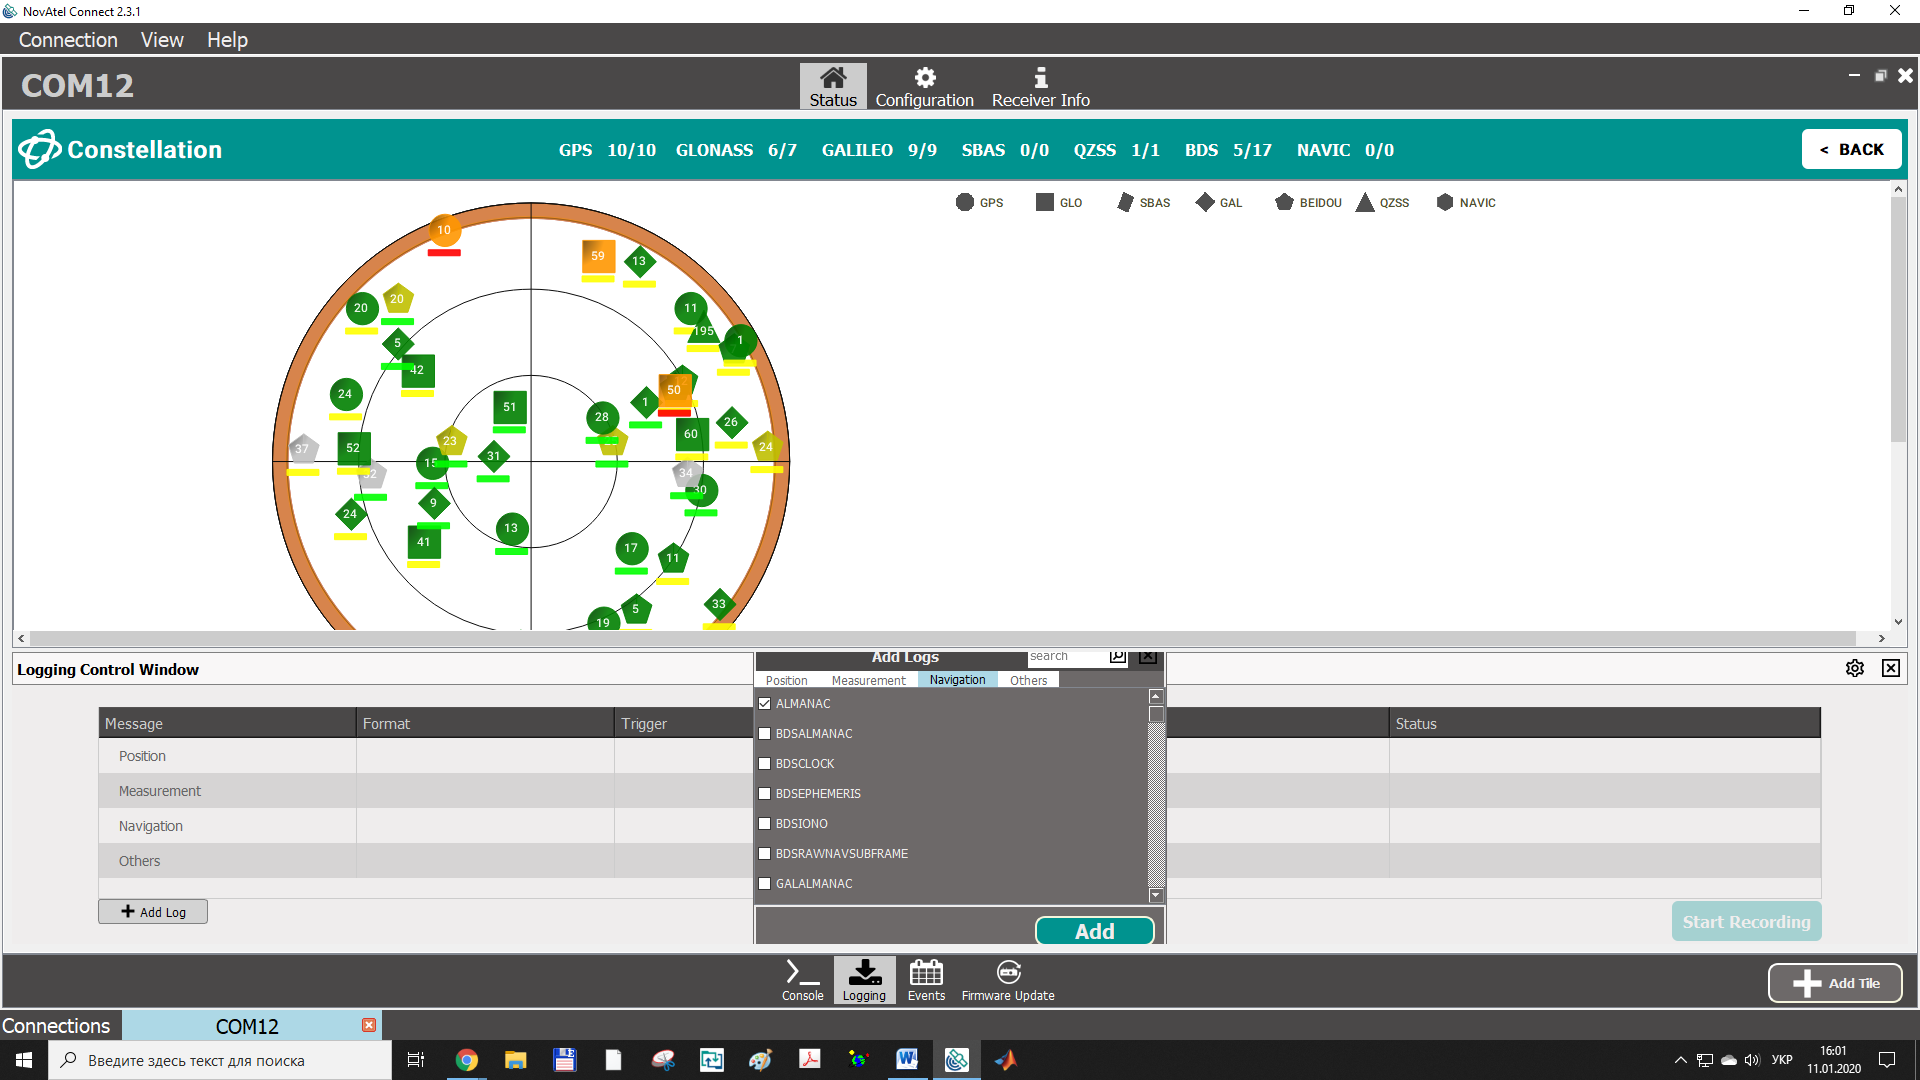 NovAtel Connect 2.3.1
Connection View Help
COM12
Status Configuration Receiver Info
Constellation GPS 10/10 GLONASS 6/7 GALILEO 9/9 SBAS 0/0 QZSS 1/1 BDS 5/17 NAVIC 0/0 < BACK
GPS GLO SBAS GAL BEIDOU QZSS NAVIC
10
59 13
20 20 11
195 1
5
42
24 50
51 1
28 26
23 60 24
37 52
15 31
34
30
9
24
13
41 17 11
33
5
19
Logging Control Window
Add Logs search
Position Measurement Navigation Others
ALMANAC
BDSALMANAC
BDSCLOCK
BDSEPHEMERIS
BDSIONO
BDSRAWNAVSUBFRAME
GALALMANAC
Add
Message Format Trigger Status
Position
Measurement
Navigation
Others
Add Log
Start Recording
Console Logging Events Firmware Update
Add Tile
Connections COM12
Введите здесь текст для поиска
УКР
16:01
11.01.2020